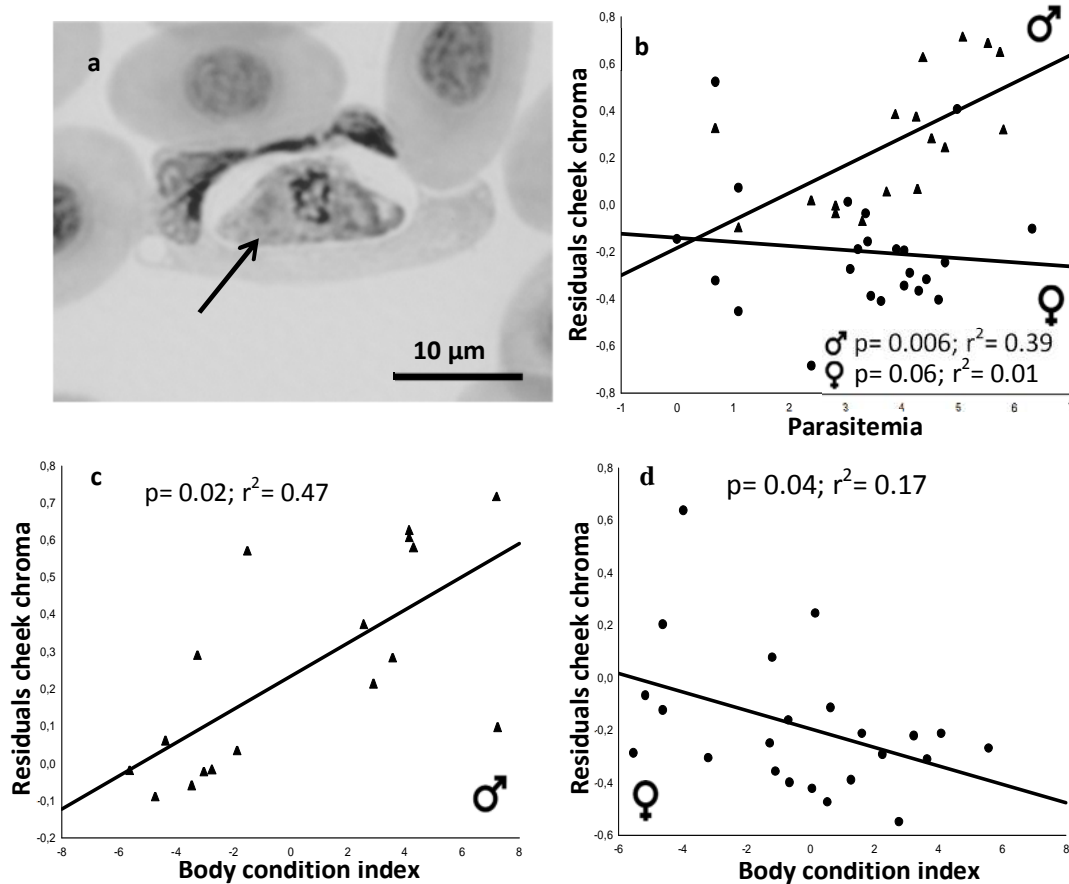 a
10 µm
b
Residuals cheek chroma
0,8
0,6
0,4
0,2
0,0
-0,2
-0,4
-0,6
-0,8
♂
♀
♂ p= 0.006; r²= 0.39
♀ p= 0.06; r²= 0.01
-1 0 1 2 3 4 5 6
Parasitemia
c
p= 0.02; r²= 0.47
Residuals cheek chroma
0,8
0,7
0,6
0,5
0,4
0,3
0,2
0,1
0,0
-0,1
-0,2
♂
-8 -6 -4 -2 0 2 4 6 8
Body condition index
d
p= 0.04; r²= 0.17
Residuals cheek chroma
0,8
0,6
0,4
0,2
0,0
-0,2
-0,4
-0,6
♀
-6 -4 -2 0 2 4 6 8
Body condition index